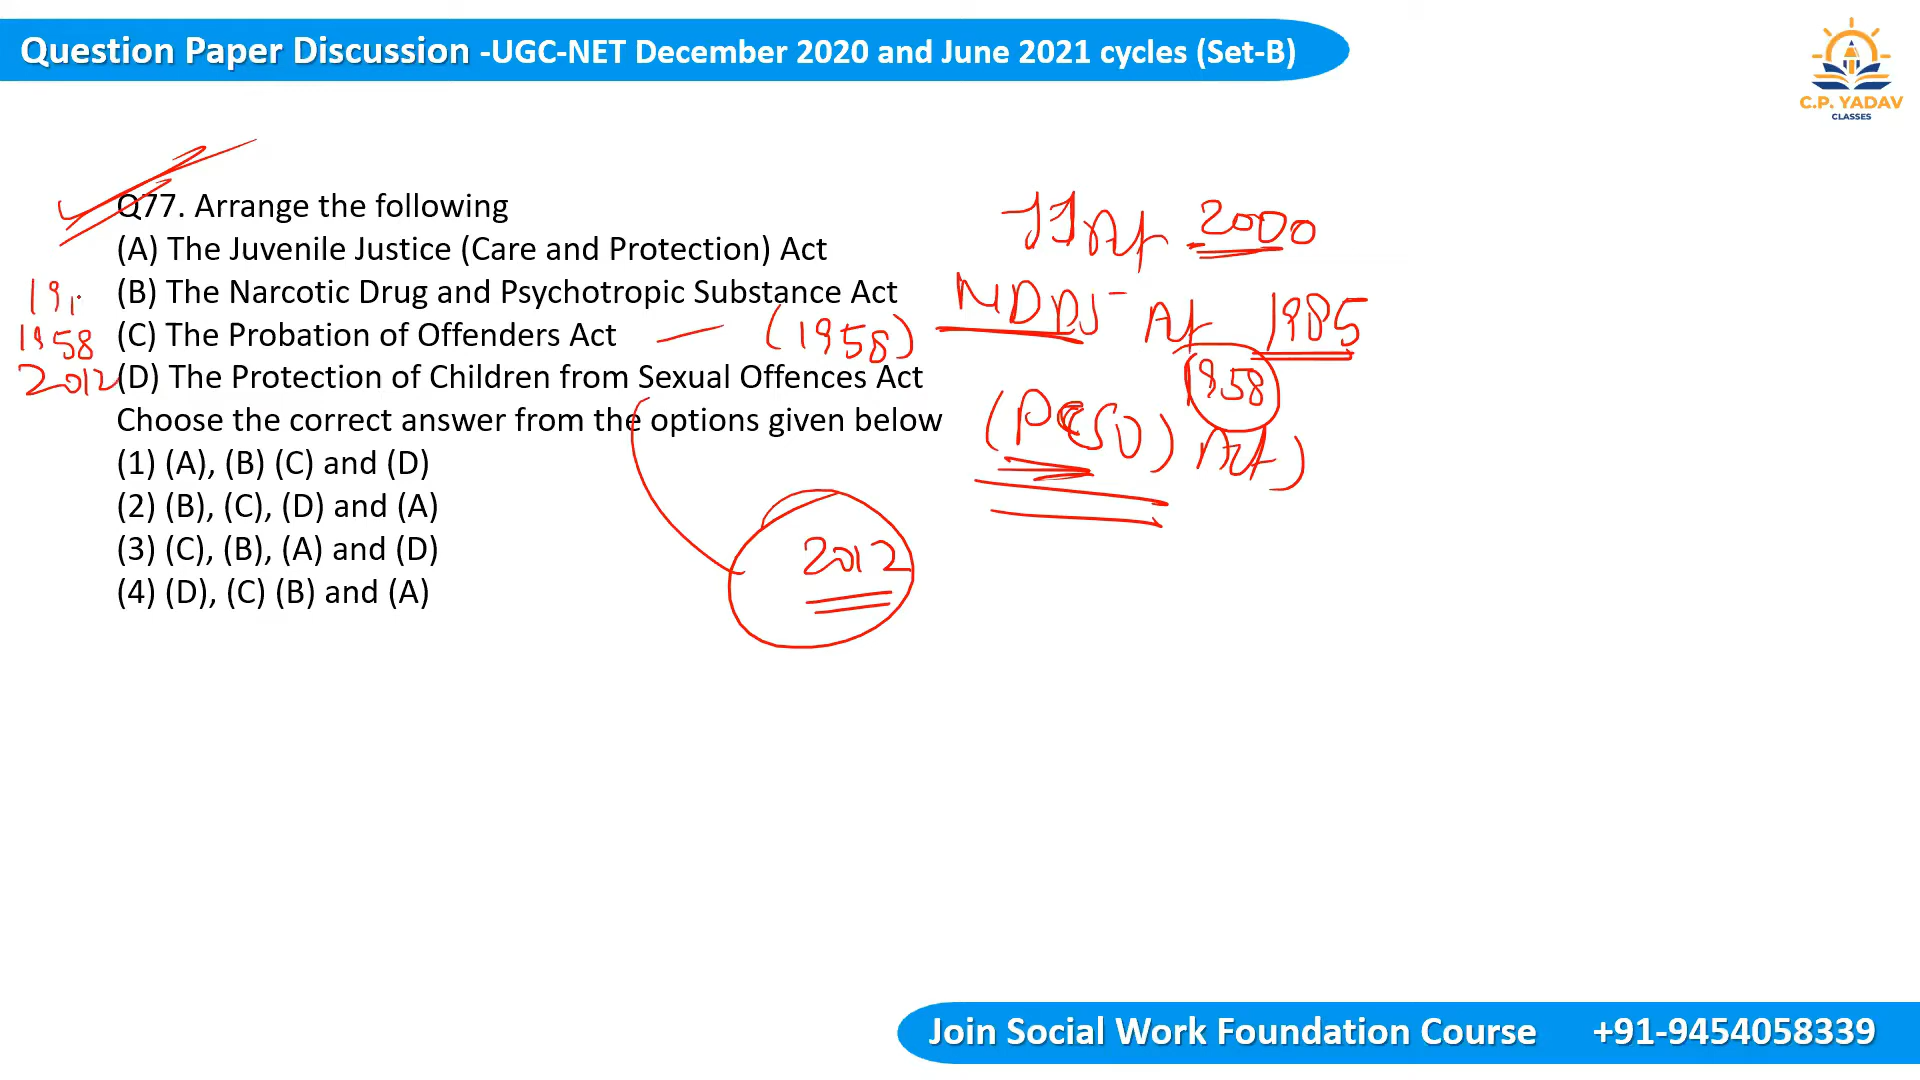 Question Paper Discussion -UGC-NET December 2020 and June 2021 cycles (Set-B)
C.P. YADAV
CLASSES
Q77. Arrange the following
(A) The Juvenile Justice (Care and Protection) Act
JJ Act 2000
19 (B) The Narcotic Drug and Psychotropic Substance Act
NDPS Act 1985
1958 (C) The Probation of Offenders Act — (1958)
2012 (D) The Protection of Children from Sexual Offences Act
1958
Choose the correct answer from the options given below
Act)
(1) (A), (B) (C) and (D)
(2) (B), (C), (D) and (A)
(3) (C), (B), (A) and (D)
2012
(4) (D), (C) (B) and (A)
Join Social Work Foundation Course +91-9454058339